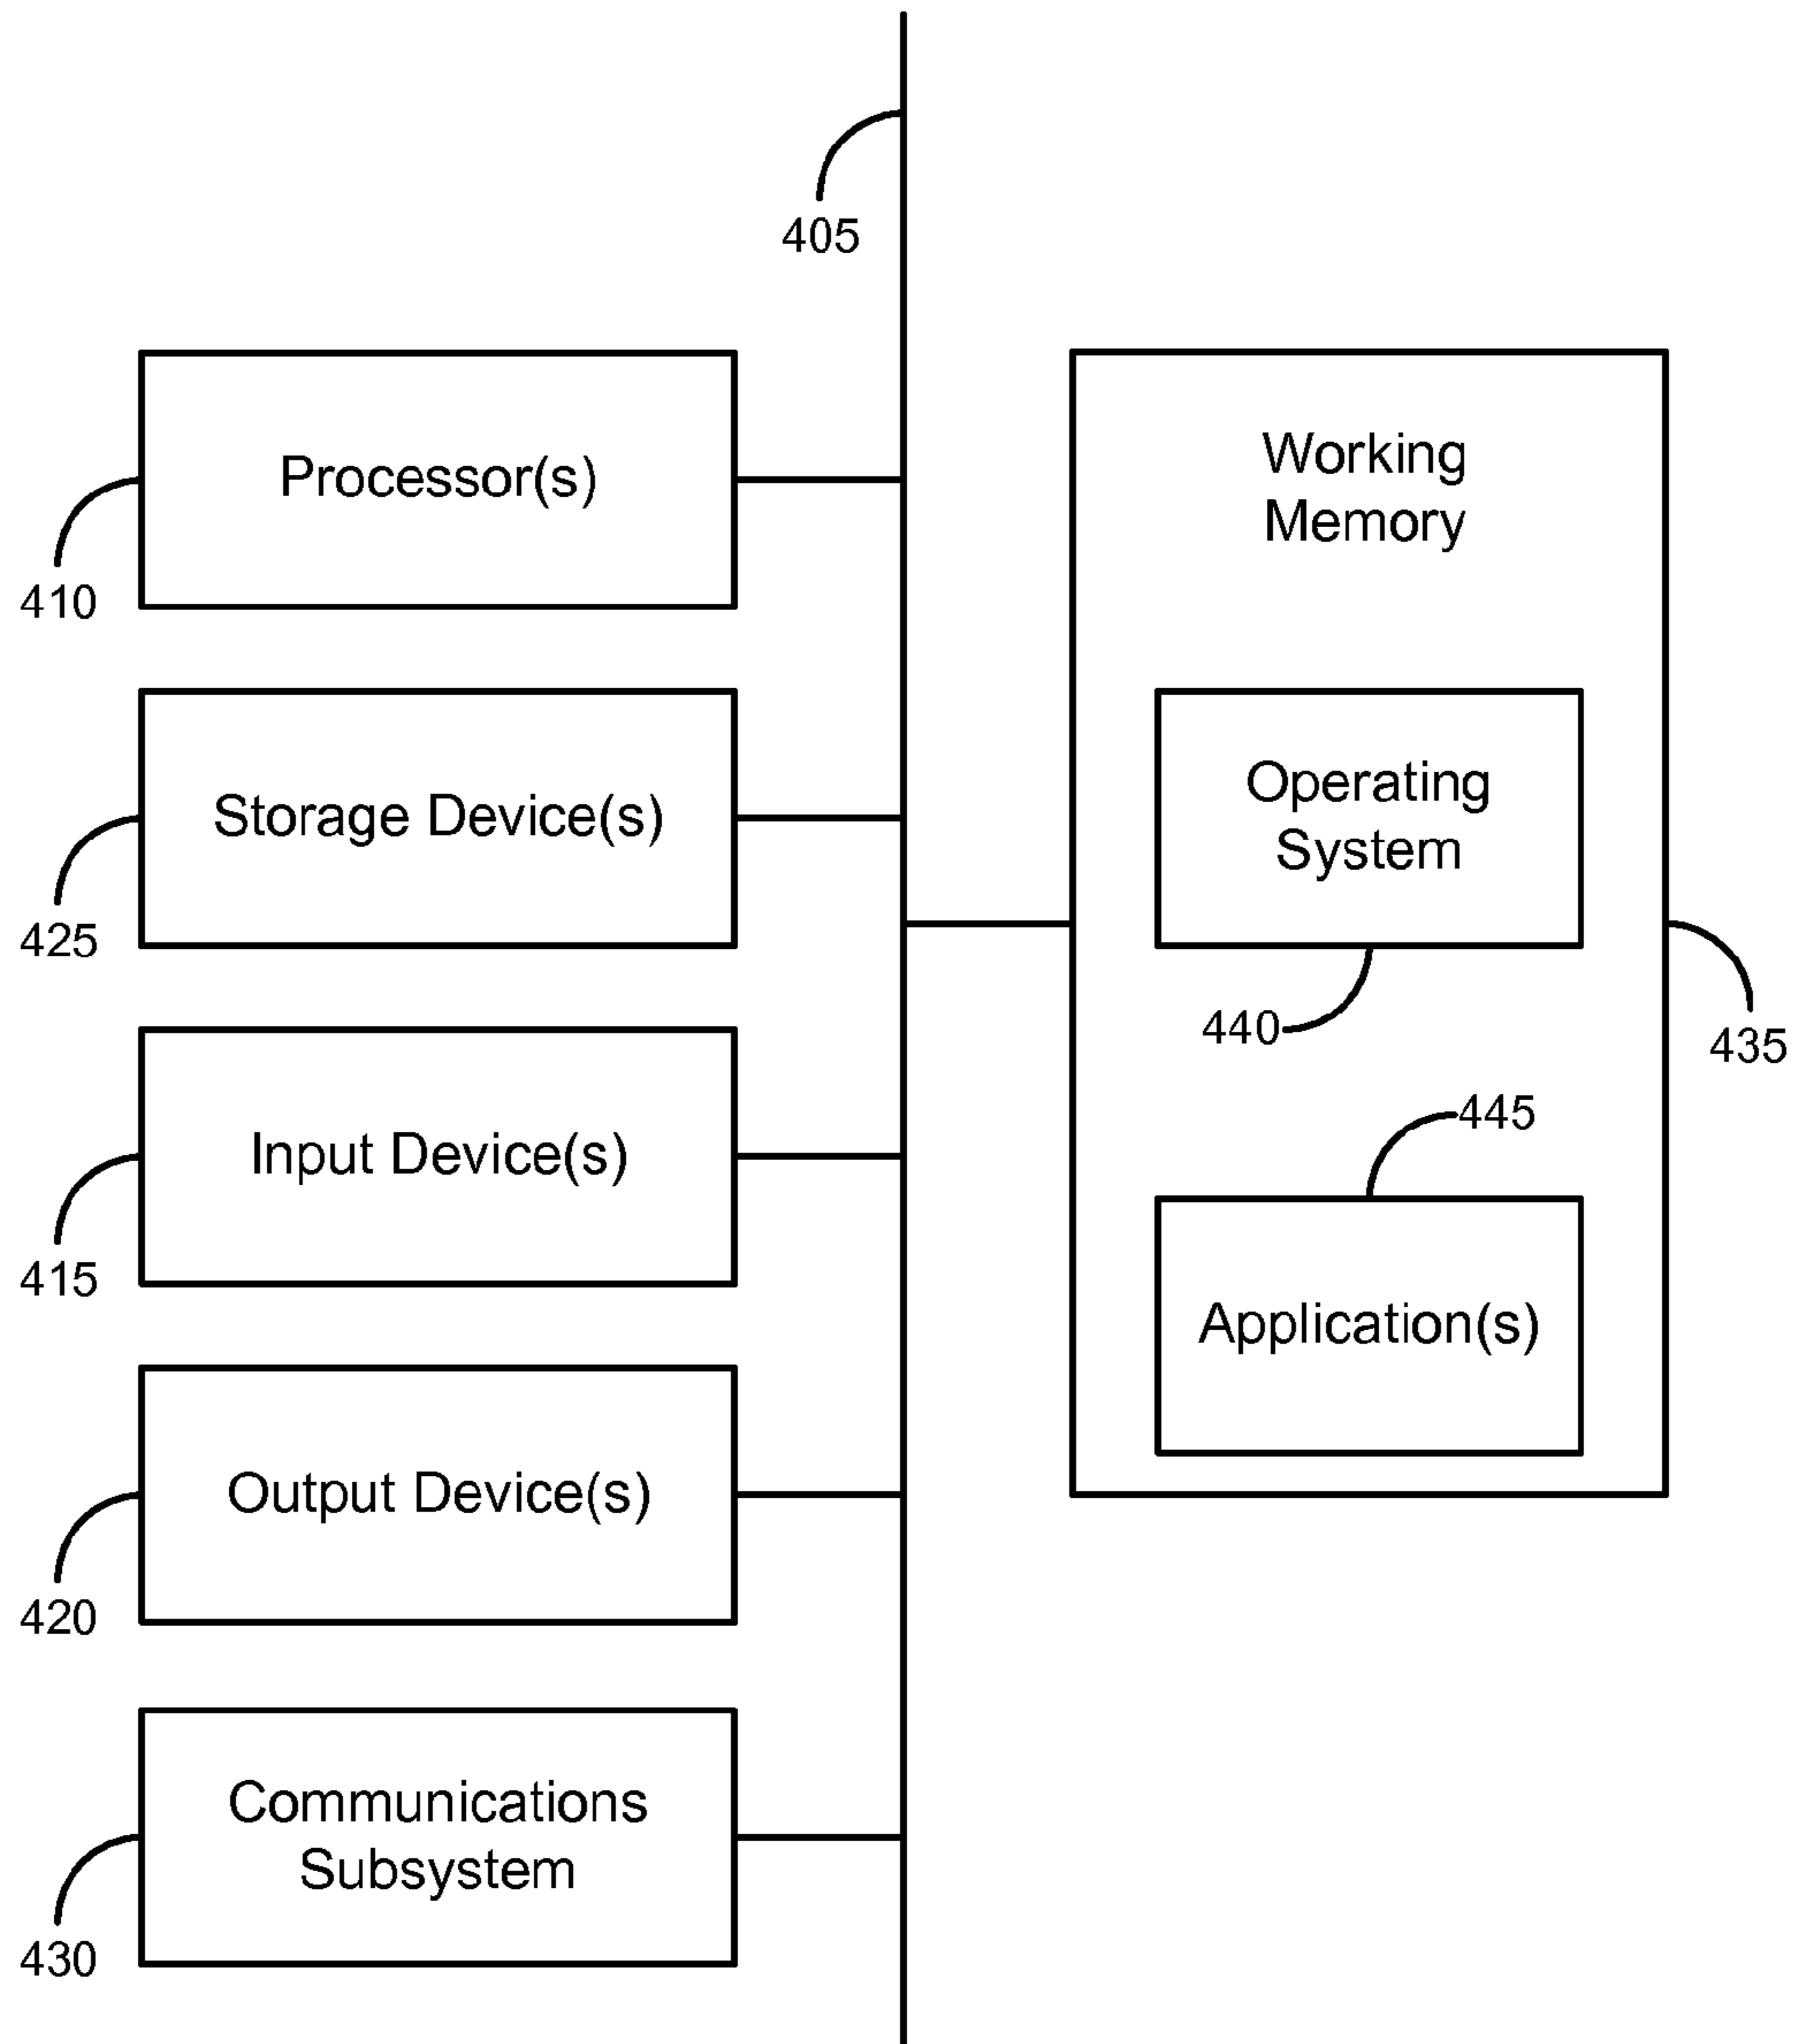 405
Processor(s)
410
Storage Device(s)
425
Input Device(s)
415
Output Device(s)
420
Communications
Subsystem
430
Working
Memory
Operating
System
440
435
445
Application(s)